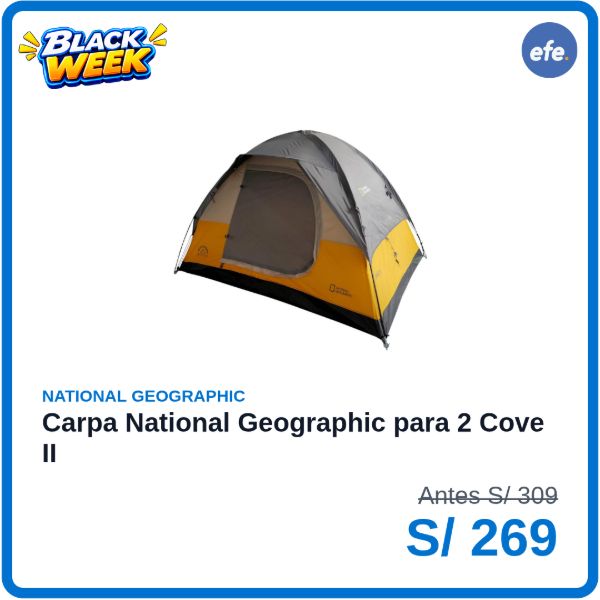 BLACK
WEEK
efe.
NATIONAL GEOGRAPHIC
Carpa National Geographic para 2 Cove
II
Antes S/ 309
S/ 269